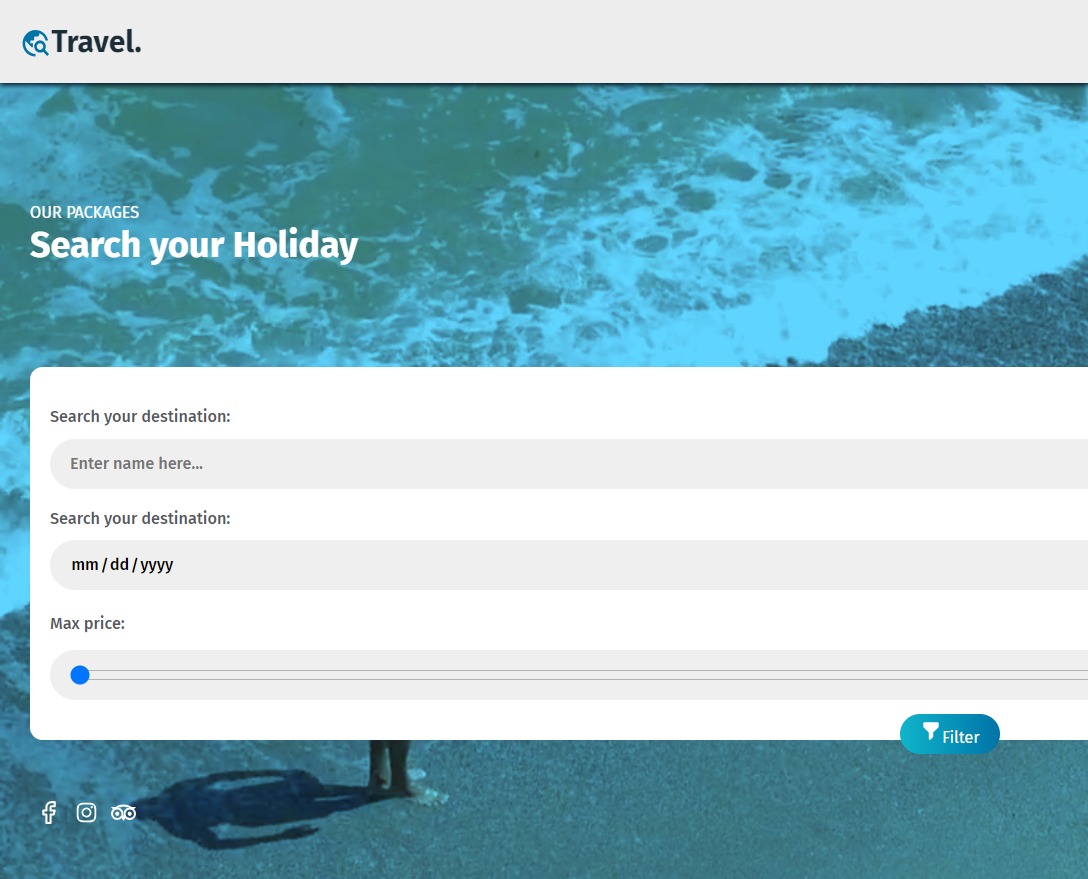 Travel.
OUR PACKAGES
Search your Holiday
Search your destination:
Enter name here...
Search your destination:
mm/dd/yyyy
Max price:
Filter